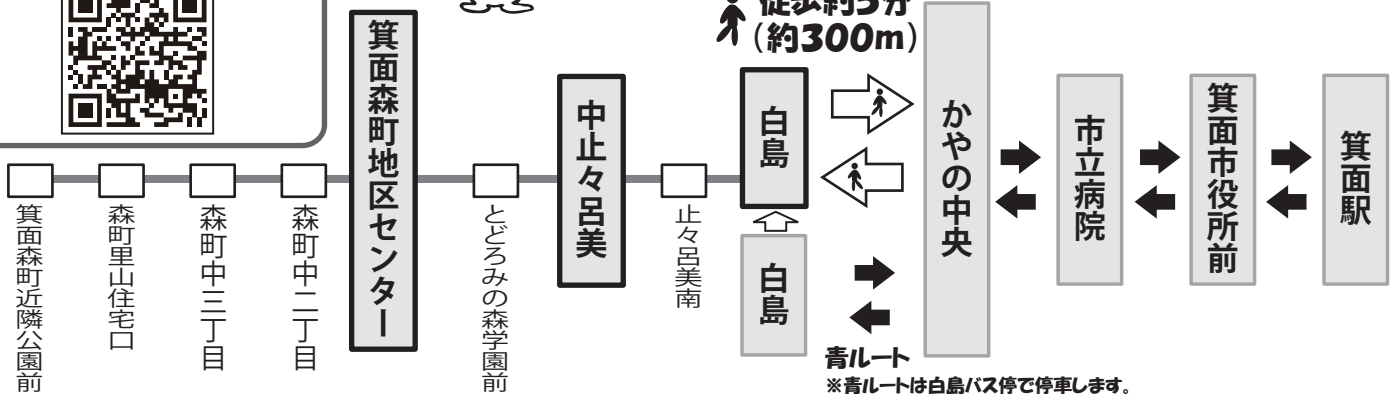 徒歩約5分
(約300m)
箕面森町近隣公園前
森町里山住宅口
森町中三丁目
森町中二丁目
箕面森町地区センター
とどろみの森学園前
中止々呂美
止々呂美南
白島
白島
かやの中央
市立病院
箕面市役所前
箕面駅
青ルート
※青ルートは白島バス停で停車します。